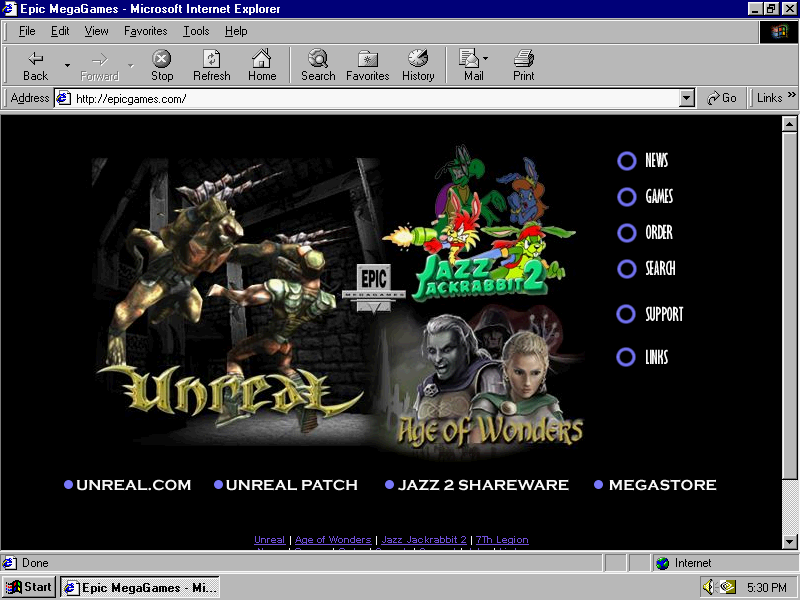 Epic MegaGames - Microsoft Internet Explorer
File Edit View Favorites Tools Help
Back Forward Stop Refresh Home Search Favorites History Mail Print
Address http://epicgames.com/ Go Links »
NEWS
GAMES
ORDER
SEARCH
SUPPORT
LINKS
EPIC
MEGAGAMES
JAZZ
JACKRABBIT 2
Unreal
Age of Wonders
UNREAL.COM UNREAL PATCH JAZZ 2 SHAREWARE MEGASTORE
Unreal | Age of Wonders | Jazz Jackrabbit 2 | 7Th Legion
Done Internet
Start Epic MegaGames - Mi... 5:30 PM